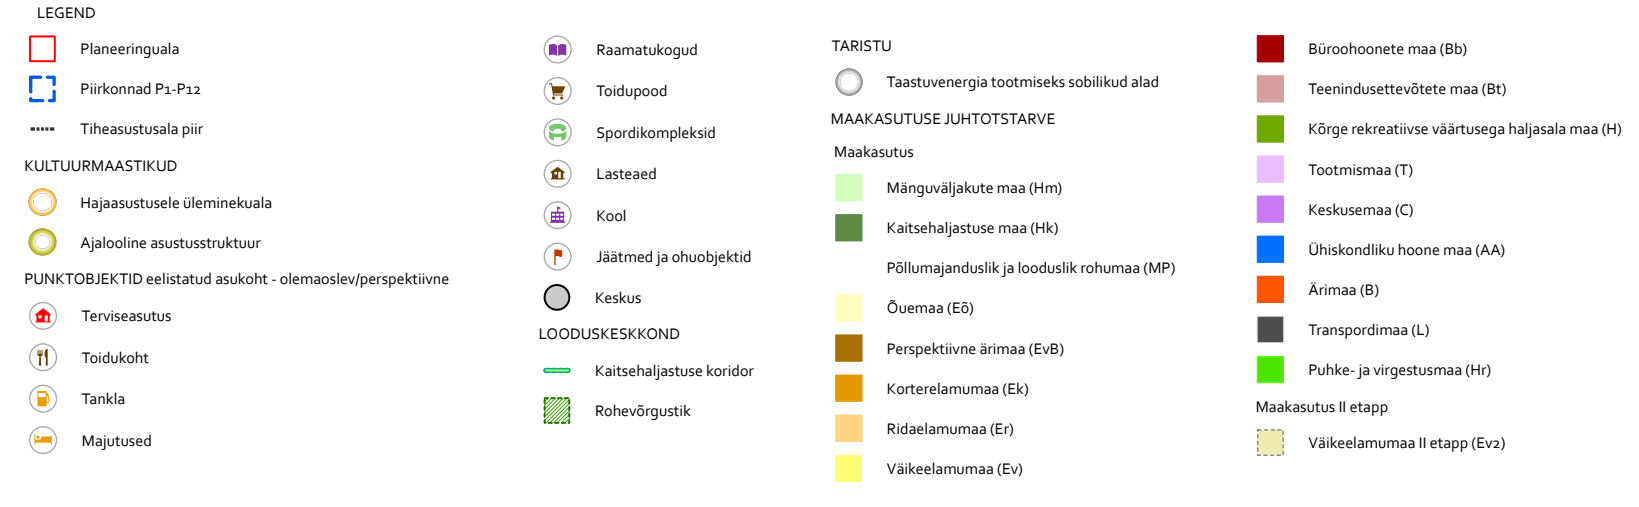 LEGEND
Planeeringuala
Piirkonnad P1-P12
Tiheasustusala piir
KULTUURMAASTIKUD
Hajaasustusele üleminekuala
Ajalooline asustusstruktuur
PUNKTOBJEKTID eelistatud asukoht - olemaoslev/perspektiivne
Terviseasutus
Toidukoht
Tankla
Majutused
Raamatukogud
Toidupood
Spordikompleksid
Lasteaed
Kool
Jäätmed ja ohuobjektid
Keskus
LOODUSKESKKOND
Kaitsehaljastuse koridor
Rohevõrgustik
TARISTU
Taastuvenergia tootmiseks sobilikud alad
MAAKASUTUSE JUHTOTSTARVE
Maakasutus
Mänguväljakute maa (Hm)
Kaitsehaljastuse maa (Hk)
Põllumajanduslik ja looduslik rohumaa (MP)
Õuemaa (Eõ)
Perspektiivne ärimaa (EvB)
Korterelamumaa (Ek)
Ridaelamumaa (Er)
Väikeelamumaa (Ev)
Büroohoonete maa (Bb)
Teenindusettevõtete maa (Bt)
Kõrge rekreatiivse väärtusega haljasala maa (H)
Tootmismaa (T)
Keskusemaa (C)
Ühiskondliku hoone maa (AA)
Ärimaa (B)
Transpordimaa (L)
Puhke- ja virgestusmaa (Hr)
Maakasutus II etapp
Väikeelamumaa II etapp (Ev2)